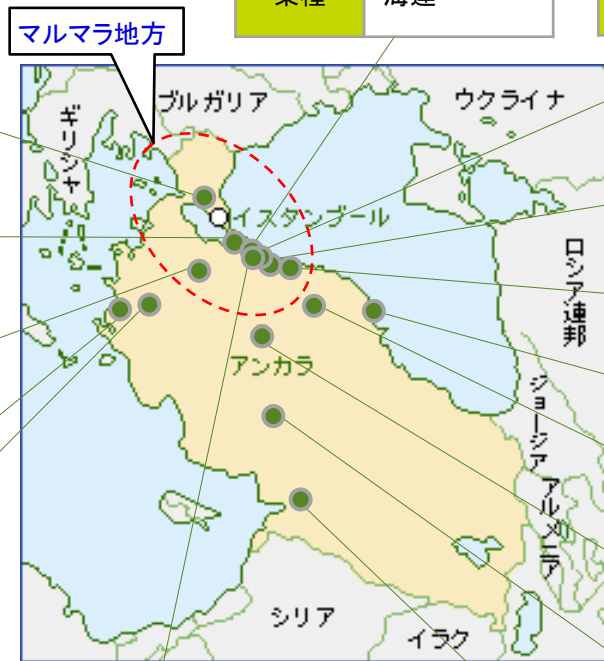 業種
海運
マルマラ地方
ブルガリア
ウクライナ
ギリシャ
イスタンブール
ロシア連邦
アンカラ
ジョージア
アルメニア
シリア
イラク